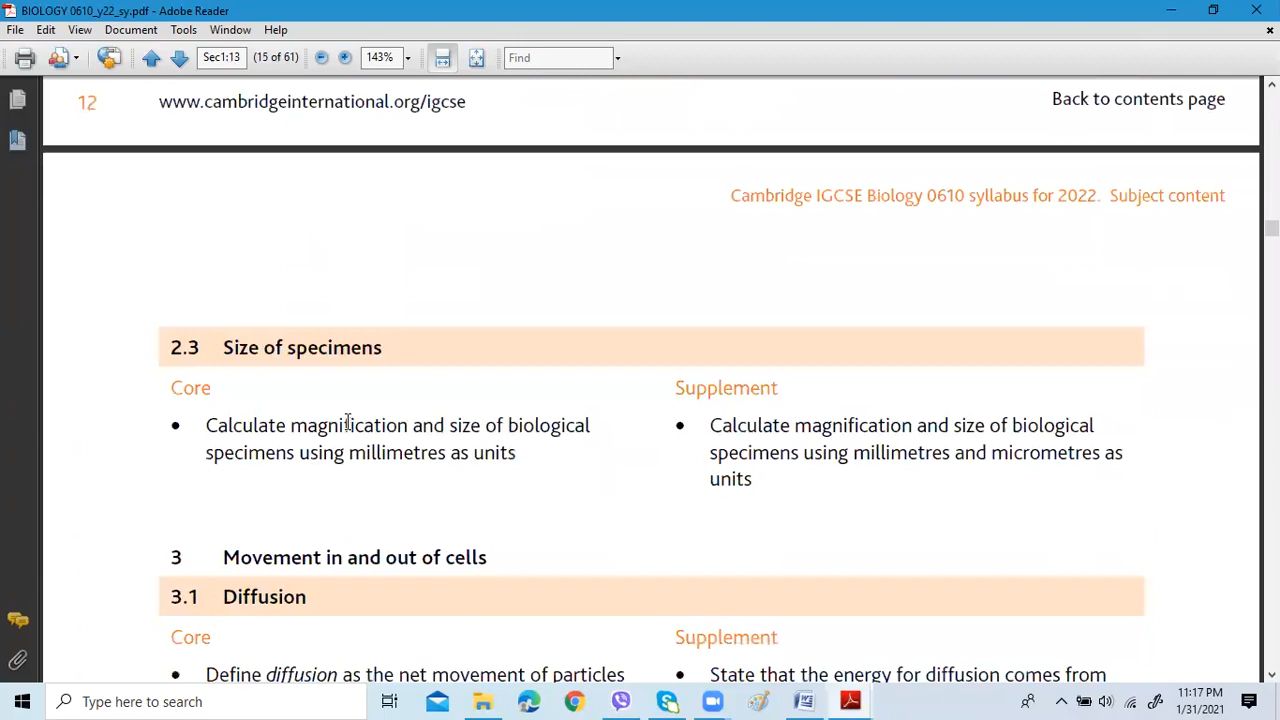 BIOLOGY 0610_y22_sy.pdf - Adobe Reader
File Edit View Document Tools Window Help
Sec1:13 (15 of 61) 143% Find
12 www.cambridgeinternational.org/igcse Back to contents page
Cambridge IGCSE Biology 0610 syllabus for 2022. Subject content
2.3 Size of specimens
Core Supplement
• Calculate magnification and size of biological
specimens using millimetres as units
• Calculate magnification and size of biological
specimens using millimetres and micrometres as
units
3 Movement in and out of cells
3.1 Diffusion
Core Supplement
• Define diffusion as the net movement of particles
• State that the energy for diffusion comes from
Type here to search
11:17 PM
1/31/2021